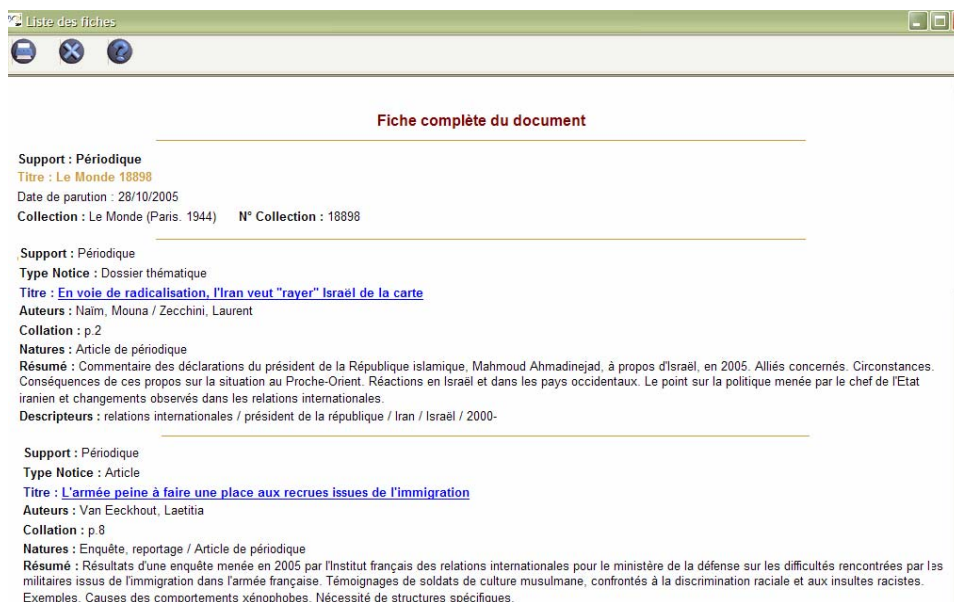 Liste des fiches
Fiche complète du document
Support : Périodique
Titre : Le Monde 18898
Date de parution : 28/10/2005
Collection : Le Monde (Paris. 1944) N° Collection : 18898
Support : Périodique
Type Notice : Dossier thématique
Titre : En voie de radicalisation, l'Iran veut "rayer" Israël de la carte
Auteurs : Naïm, Mouna / Zecchini, Laurent
Collation : p.2
Natures : Article de périodique
Résumé : Commentaire des déclarations du président de la République islamique, Mahmoud Ahmadinejad, à propos d'Israël, en 2005. Alliés concernés. Circonstances.
Conséquences de ces propos sur la situation au Proche-Orient. Réactions en Israël et dans les pays occidentaux. Le point sur la politique menée par le chef de l'Etat
iranien et changements observés dans les relations internationales.
Descripteurs : relations internationales / président de la république / Iran / Israël / 2000-
Support : Périodique
Type Notice : Article
Titre : L'armée peine à faire une place aux recrues issues de l'immigration
Auteurs : Van Eeckhout, Laetitia
Collation : p.8
Natures : Enquête, reportage / Article de périodique
Résumé : Résultats d'une enquête menée en 2005 par l'Institut français des relations internationales pour le ministère de la défense sur les difficultés rencontrées par les
militaires issus de l'immigration dans l'armée française. Témoignages de soldats de culture musulmane, confrontés à la discrimination raciale et aux insultes racistes.
Exemples. Causes des comportements xénophobes. Nécessité de structures spécifiques.